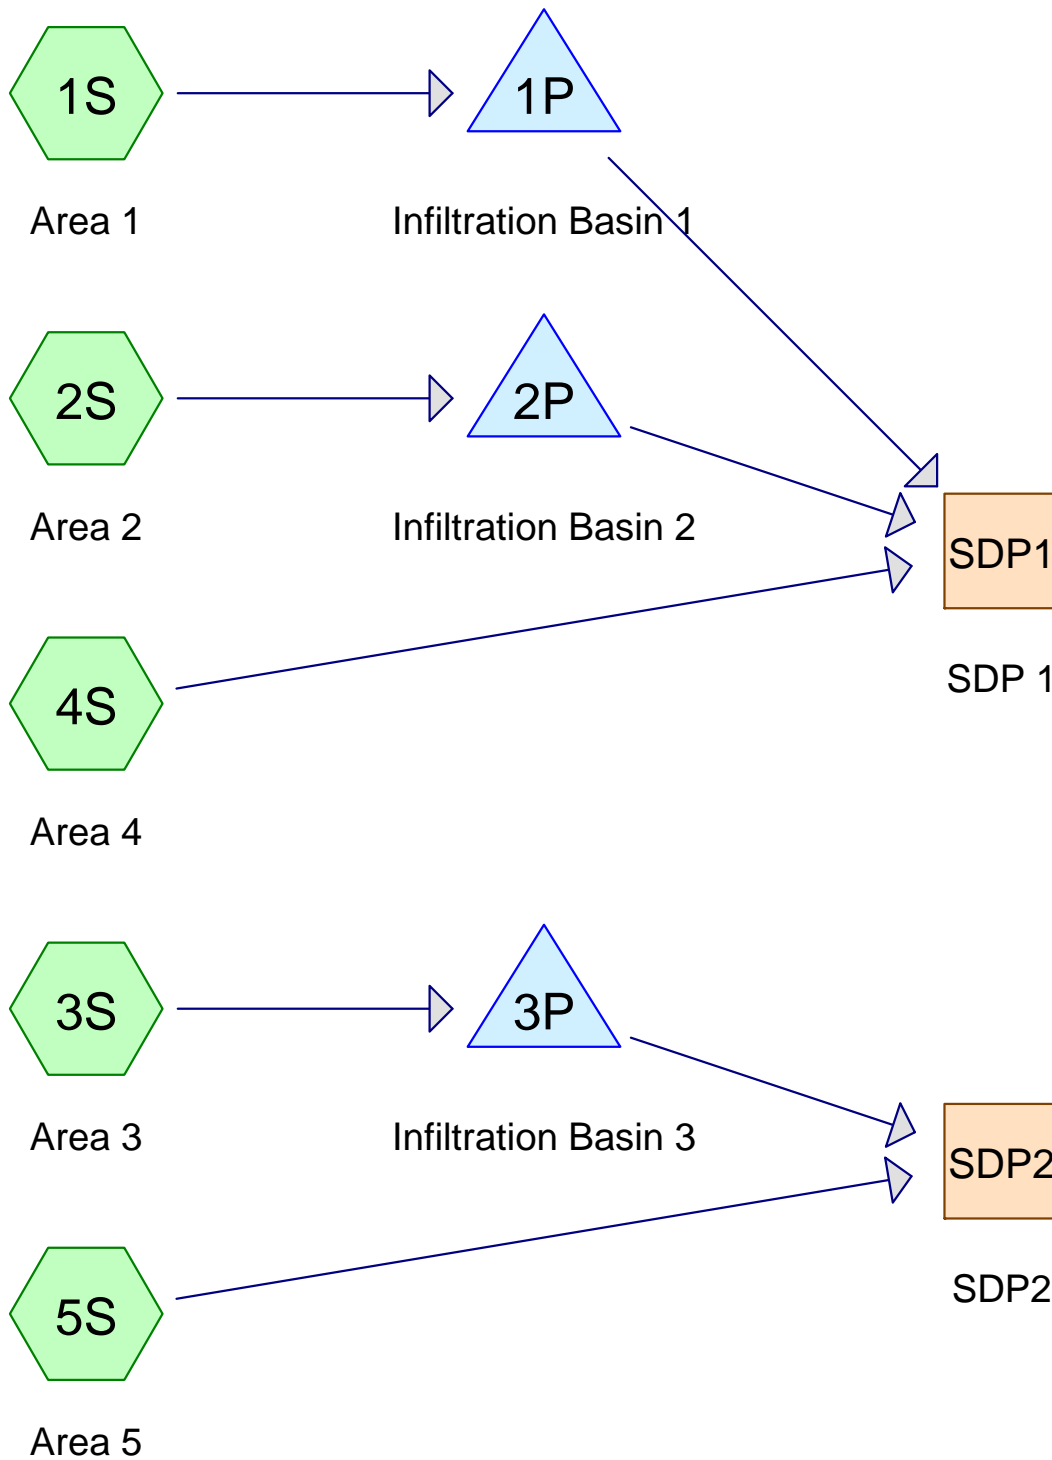 1S
1P
Area 1
Infiltration Basin 1
2S
2P
Area 2
Infiltration Basin 2
SDP1
SDP 1
4S
Area 4
3S
3P
Area 3
Infiltration Basin 3
SDP2
SDP2
5S
Area 5